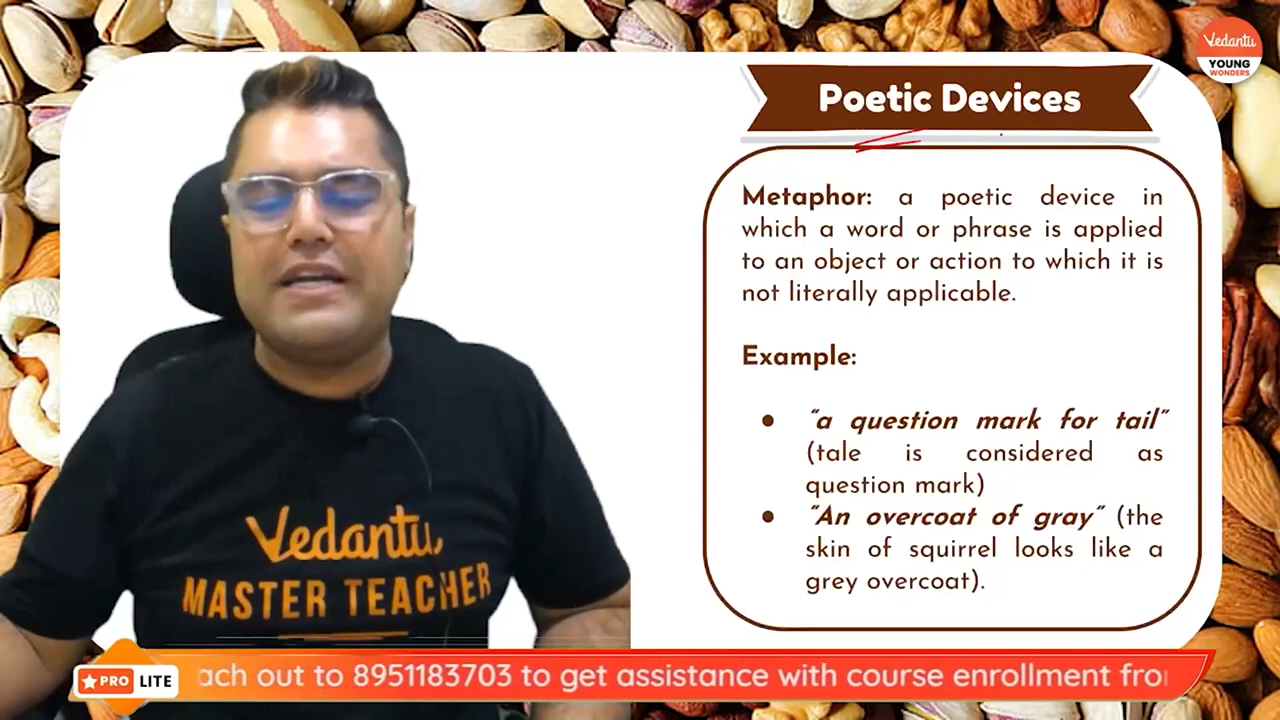 Vedantu
YOUNG
WONDERS
Poetic Devices
Metaphor: a poetic device in
which a word or phrase is applied
to an object or action to which it is
not literally applicable.
Example:
● “a question mark for tail”
(tale is considered as
question mark)
● “An overcoat of gray” (the
skin of squirrel looks like a
grey overcoat).
Vedantu
MASTER TEACHER
PRO LITE
ach out to 8951183703 to get assistance with course enrollment fro